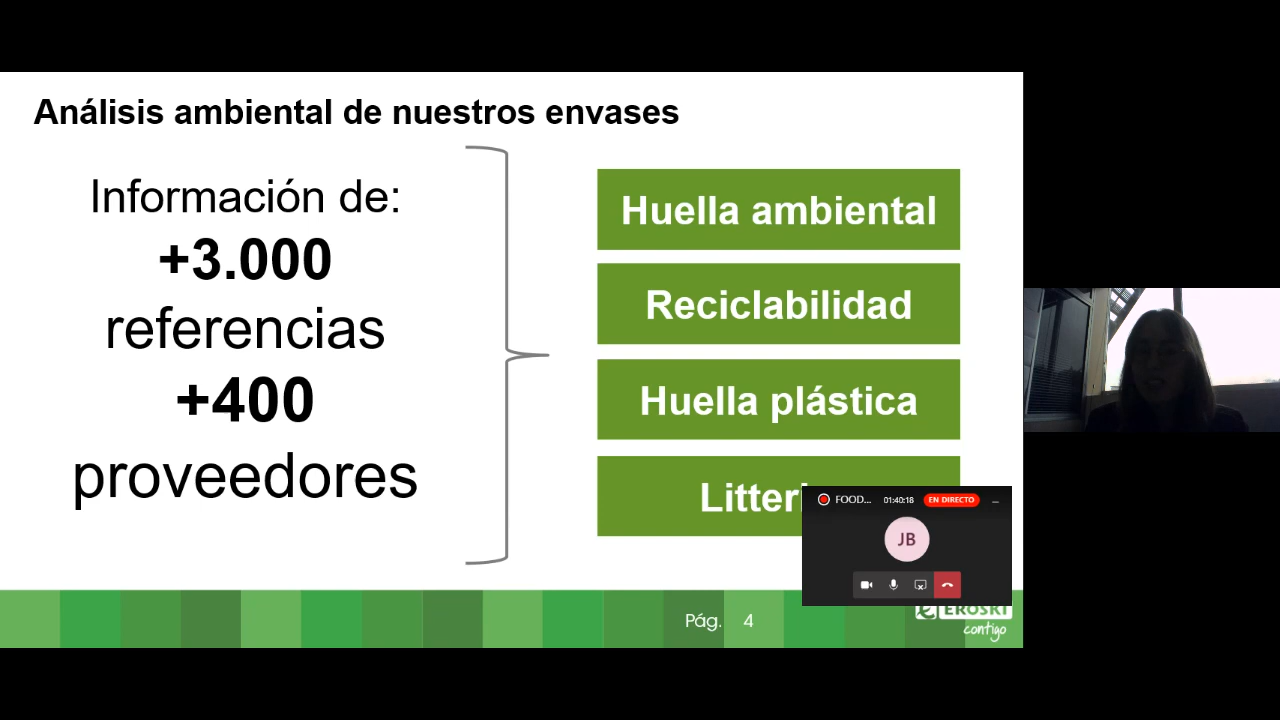 Análisis ambiental de nuestros envases
Información de:
+3.000
referencias
+400
proveedores
Huella ambiental
Reciclabilidad
Huella plástica
FOOD... 01:40:18 EN DIRECTO
JB
Pág. 4
EROSKI
contigo